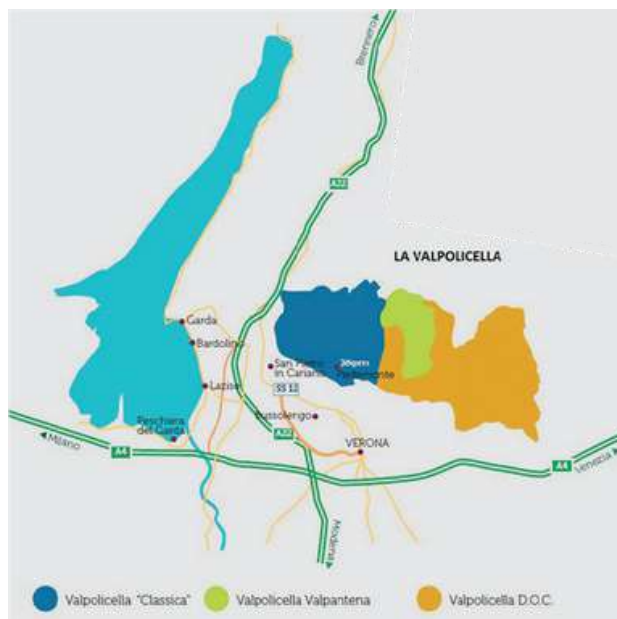 Brennero
A22
LA VALPOLICELLA
Garda
Bardolino
San Pietro
in Cariano
Lazise
SS 12
Peschiera
del Garda
Bussolengo
A22
VERONA
Milano
A4
A4
Venezia
Modena
Valpolicella "Classica"
Valpolicella Valpantena
Valpolicella D.O.C.